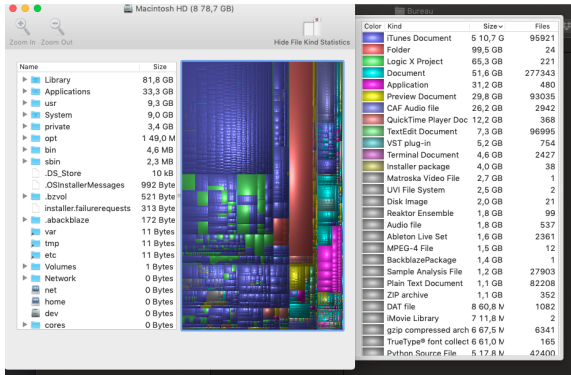 Macintosh HD (8 78,7 GB)
Zoom In Zoom Out
Hide File Kind Statistics
Name Size
Library 81,8 GB
Applications 33,3 GB
usr 9,3 GB
System 9,0 GB
private 3,4 GB
opt 1 49,0 M
bin 4,6 MB
sbin 2,3 MB
.DS_Store 10 kB
.OSInstallerMessages 992 Byte
.bzvol 521 Byte
installer.failurerequests 313 Byte
.abackblaze 172 Byte
var 11 Bytes
tmp 11 Bytes
etc 11 Bytes
Volumes 1 Bytes
Network 0 Bytes
net 0 Bytes
home 0 Bytes
dev 0 Bytes
cores 0 Bytes
Bureau
Color Kind Size Files
iTunes Document 5 10,7 G 95921
Folder 99,5 GB 24
Logic X Project 65,3 GB 221
Document 51,6 GB 277343
Application 31,2 GB 480
Preview Document 29,8 GB 93035
CAF Audio file 26,2 GB 2942
QuickTime Player Doc 12,2 GB 368
TextEdit Document 7,3 GB 96995
VST plug-in 5,2 GB 754
Terminal Document 4,6 GB 2427
Installer package 4,0 GB 38
Matroska Video File 2,7 GB 1
UVI File System 2,5 GB 2
Disk Image 2,0 GB 21
Reaktor Ensemble 1,8 GB 99
Audio file 1,8 GB 537
Ableton Live Set 1,6 GB 2361
MPEG-4 File 1,5 GB 12
BackblazePackage 1,4 GB 1
Sample Analysis File 1,2 GB 27903
Plain Text Document 1,1 GB 82208
ZIP archive 1,1 GB 352
DAT file 8 60,8 M 1082
iMovie Library 7 11,8 M 2
gzip compressed arch 6 67,5 M 6341
TrueType® font collect 6 61,0 M 165
Python Source File 5 17,8 M 42400